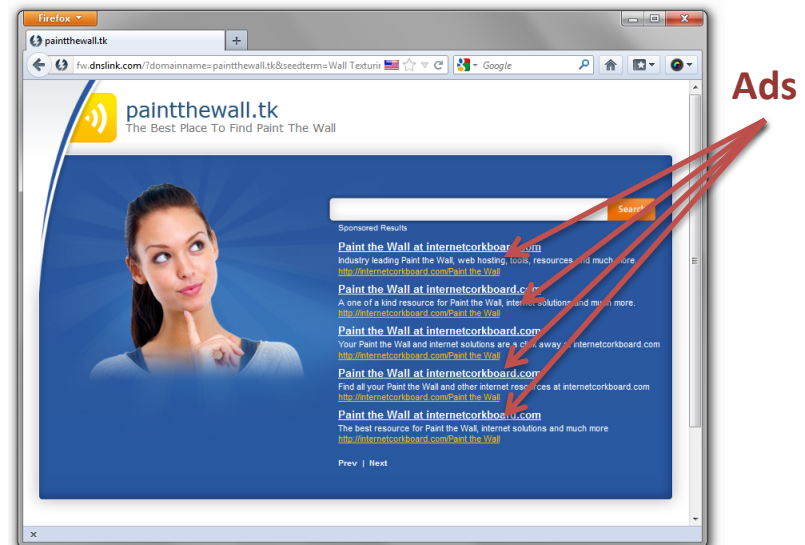 Firefox
paintthewall.tk
fw.dnslink.com/?domainname=paintthewall.tk&seedterm=Wall Texturir
Google
Ads
paintthewall.tk
The Best Place To Find Paint The Wall
Search
Sponsored Results
Paint the Wall at internetcorkboard.com
Industry leading Paint the Wall, web hosting, tools, resources and much more.
http://internetcorkboard.com/Paint the Wall
Paint the Wall at internetcorkboard.com
A one of a kind resource for Paint the Wall, internet solutions and much more.
http://internetcorkboard.com/Paint the Wall
Paint the Wall at internetcorkboard.com
Your Paint the Wall and internet solutions are a click away at internetcorkboard.com
http://internetcorkboard.com/Paint the Wall
Paint the Wall at internetcorkboard.com
Find all your Paint the Wall and other internet resources at internetcorkboard.com
http://internetcorkboard.com/Paint the Wall
Paint the Wall at internetcorkboard.com
The best resource for Paint the Wall, internet solutions and much more
http://internetcorkboard.com/Paint the Wall
Prev | Next
x